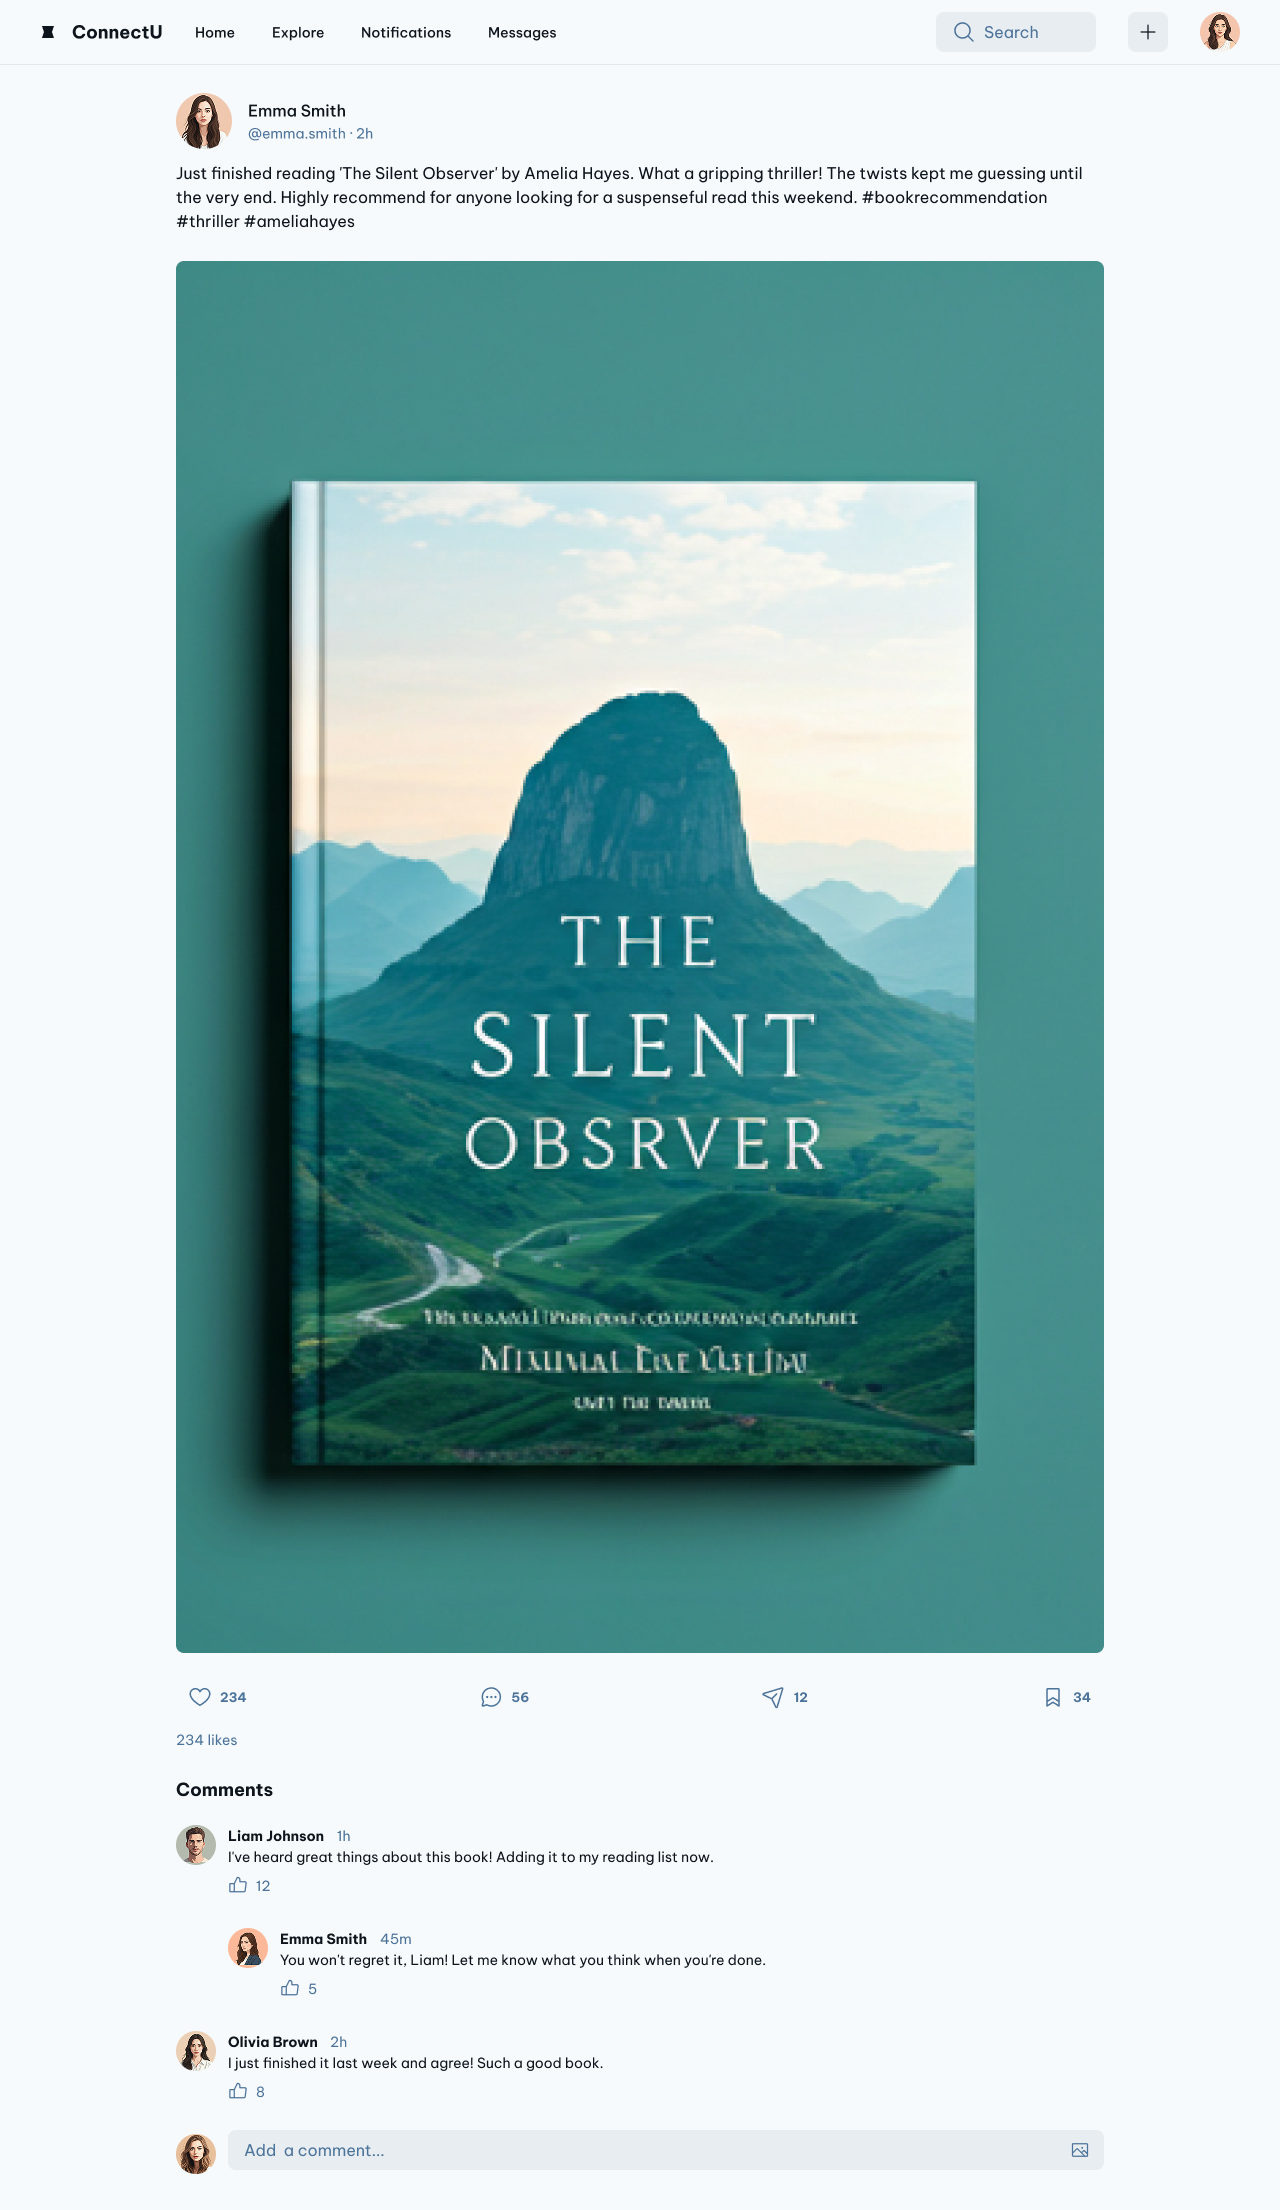 ConnectU
Home
Explore
Notifications
Messages
Search
Emma Smith
@emma.smith · 2h
Just finished reading 'The Silent Observer' by Amelia Hayes. What a gripping thriller! The twists kept me guessing until
the very end. Highly recommend for anyone looking for a suspenseful read this weekend. #bookrecommendation
#thriller #ameliahayes
THE
SILENT
OBSRVER
234
56
12
34
234 likes
Comments
Liam Johnson 1h
I've heard great things about this book! Adding it to my reading list now.
12
Emma Smith 45m
You won't regret it, Liam! Let me know what you think when you're done.
5
Olivia Brown 2h
I just finished it last week and agree! Such a good book.
8
Add a comment...